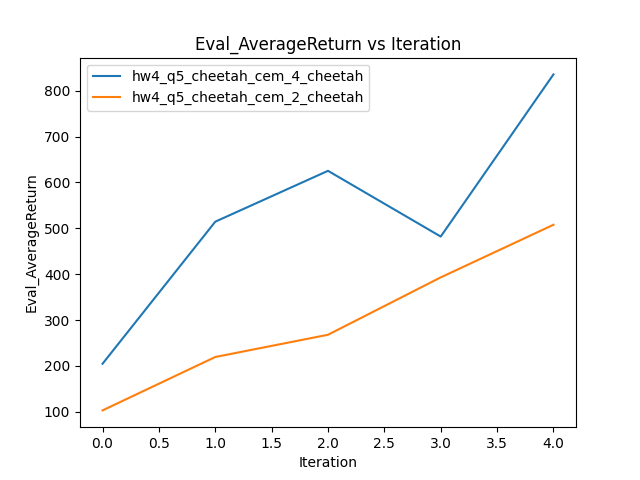 Eval_AverageReturn vs Iteration
hw4_q5_cheetah_cem_4_cheetah
hw4_q5_cheetah_cem_2_cheetah
Eval_AverageReturn
800
700
600
500
400
300
200
100
0.0 0.5 1.0 1.5 2.0 2.5 3.0 3.5 4.0
Iteration